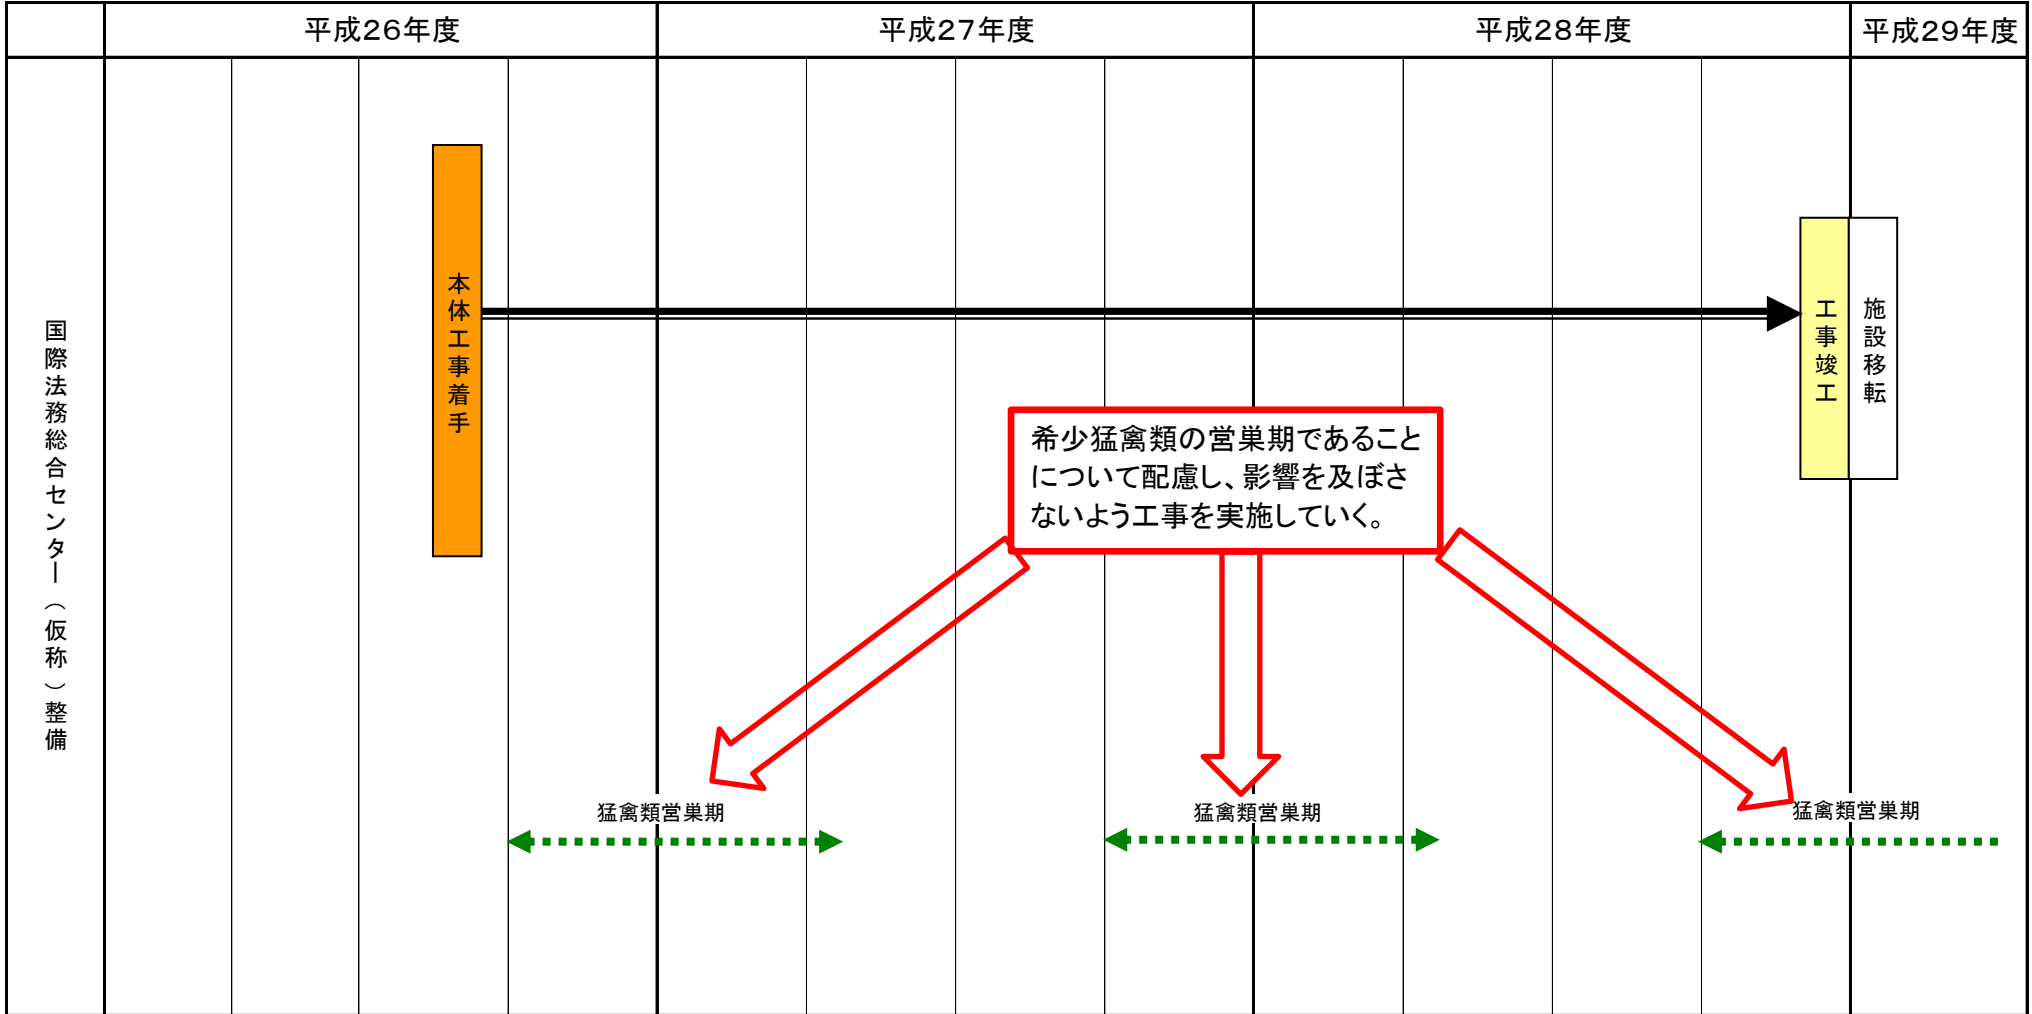 平成26年度
平成27年度
平成28年度
平成29年度
国際法務総合センター（仮称）整備
本体工事着手
工事竣工
施設移転
希少猛禽類の営巣期であること
について配慮し、影響を及ぼさ
ないよう工事を実施していく。
猛禽類営巣期
猛禽類営巣期
猛禽類営巣期